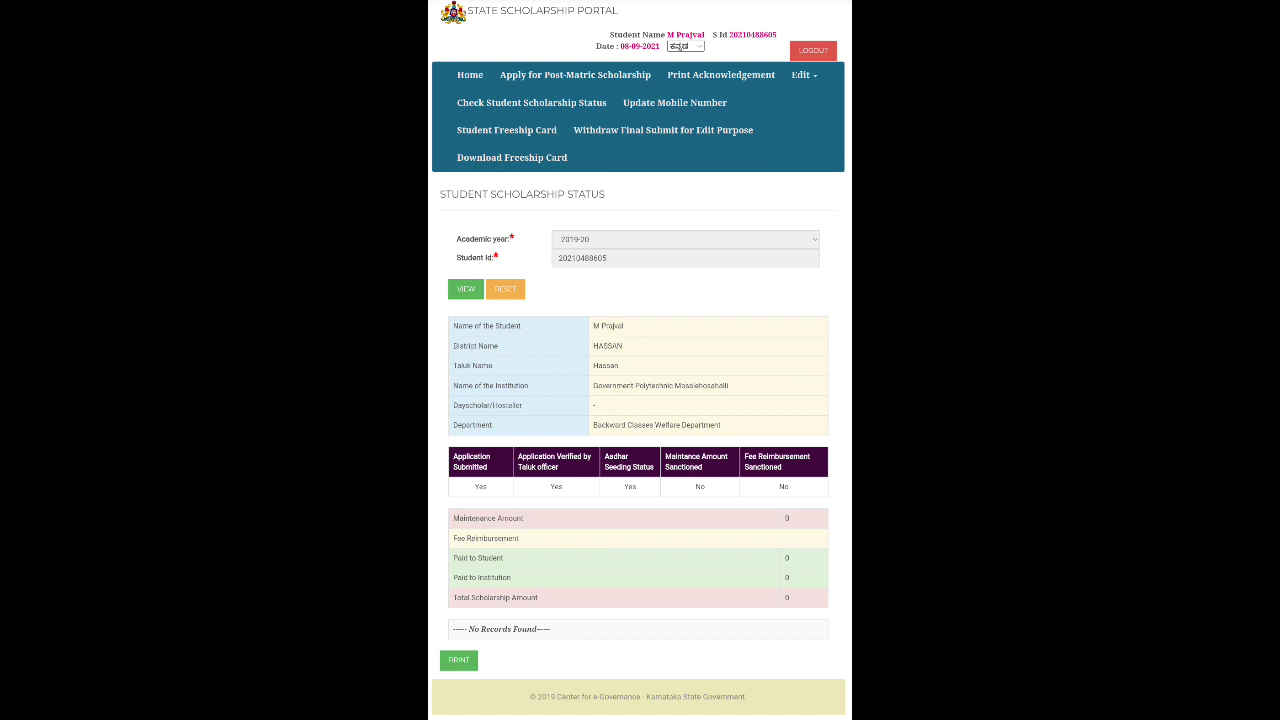 STATE SCHOLARSHIP PORTAL
Student Name M Prajval S Id 20210488605
Date : 08-09-2021 ಕನ್ನಡ
LOGOUT
Home Apply for Post-Matric Scholarship Print Acknowledgement Edit
Check Student Scholarship Status Update Mobile Number
Student Freeship Card Withdraw Final Submit for Edit Purpose
Download Freeship Card
STUDENT SCHOLARSHIP STATUS
Academic year:* 2019-20
Student Id:* 20210488605
VIEW RESET
Name of the Student M Prajval
District Name HASSAN
Taluk Name Hassan
Name of the Institution Government Polytechnic Mosalehosahalli
Dayscholar/Hosteller -
Department Backward Classes Welfare Department
Application Application Verified by Aadhar Maintance Amount Fee Reimbursement
Submitted Taluk officer Seeding Status Sanctioned Sanctioned
Yes Yes Yes No No
Maintenance Amount 0
Fee Reimbursement
Paid to Student 0
Paid to Institution 0
Total Scholarship Amount 0
------ No Records Found------
PRINT
© 2019 Center for e-Governance - Karnataka State Government.